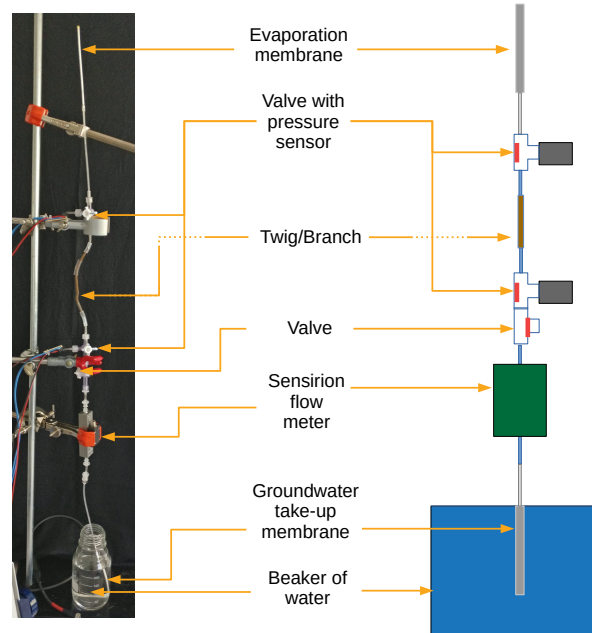 Evaporation
membrane
Valve with
pressure
sensor
Twig/Branch
Valve
Sensirion
flow
meter
Groundwater
take-up
membrane
Beaker of
water